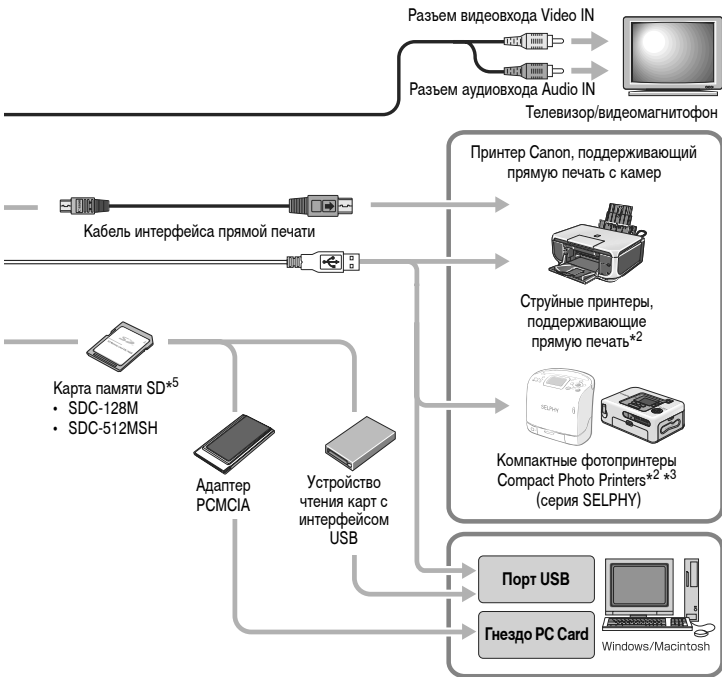 Разъем видеовхода Video IN
Разъем аудиовхода Audio IN
Телевизор/видеомагнитофон
Принтер Canon, поддерживающий
прямую печать с камер
Кабель интерфейса прямой печати
Струйные принтеры,
поддерживающие
прямую печать*2
Карта памяти SD*5
• SDC-128M
• SDC-512MSH
SELPHY
Адаптер
PCMCIA
Устройство
чтения карт с
интерфейсом
USB
Компактные фотопринтеры
Compact Photo Printers*2 *3
(серия SELPHY)
Порт USB
Гнездо PC Card
Windows/Macintosh